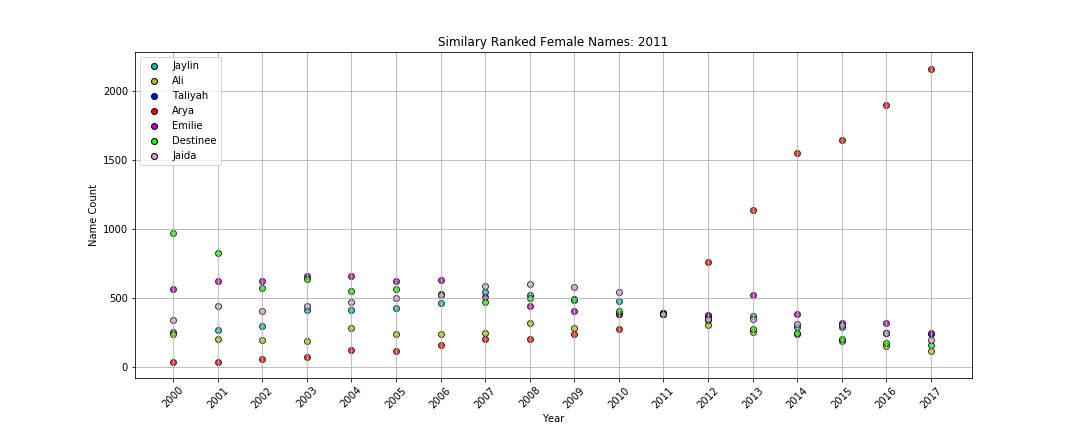 Similary Ranked Female Names: 2011
Jaylin
Ali
Taliyah
Arya
Emilie
Destinee
Jaida
Name Count
2000
1500
1000
500
0
2000 2001 2002 2003 2004 2005 2006 2007 2008 2009 2010 2011 2012 2013 2014 2015 2016 2017
Year